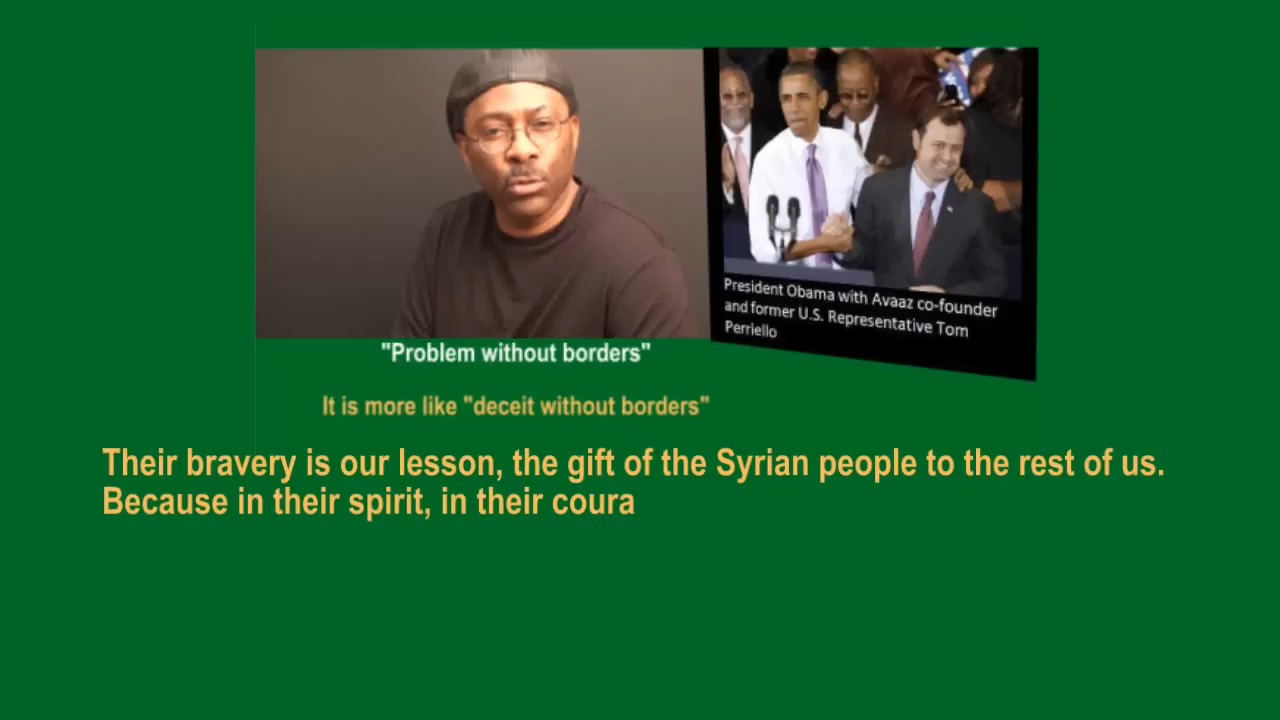 President Obama with Avaaz co-founder
and former U.S. Representative Tom
Perriello
"Problem without borders"
It is more like "deceit without borders"
Their bravery is our lesson, the gift of the Syrian people to the rest of us.
Because in their spirit, in their coura